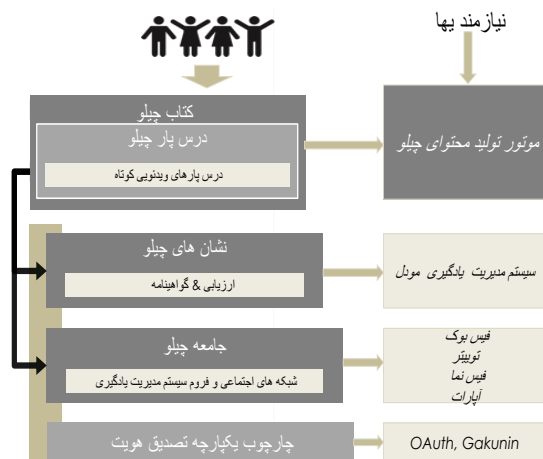 نیازمند یها
کتاب چیلو
درس پار چیلو
درس پارهای ویدئویی کوتاه
موتور تولید محتوای چیلو
نشان های چیلو
ارزیابی & گواهینامه
سیستم مدیریت یادگیری مودل
جامعه چیلو
شبکه های اجتماعی و فروم سیستم مدیریت یادگیری
فیس بوک
توییتر
فیس نما
آپارات
چارچوب یکپارچه تصدیق هویت
OAuth, Gakunin